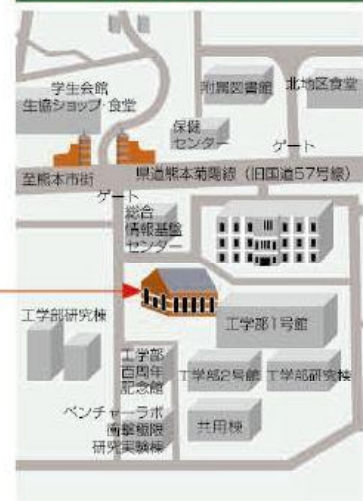 学生会館
生協ショップ・食堂
附属図書館
北地区食堂
保健
センター
ゲート
至熊本市街
県道熊本菊陽線（旧国道57号線）
ゲート
総合
情報基盤
センター
工学部研究棟
工学部1号館
工学部
百周年
記念館
工学部2号館
工学部研究棟
ベンチャーラボ
衝撃極限
研究実験棟
共用棟